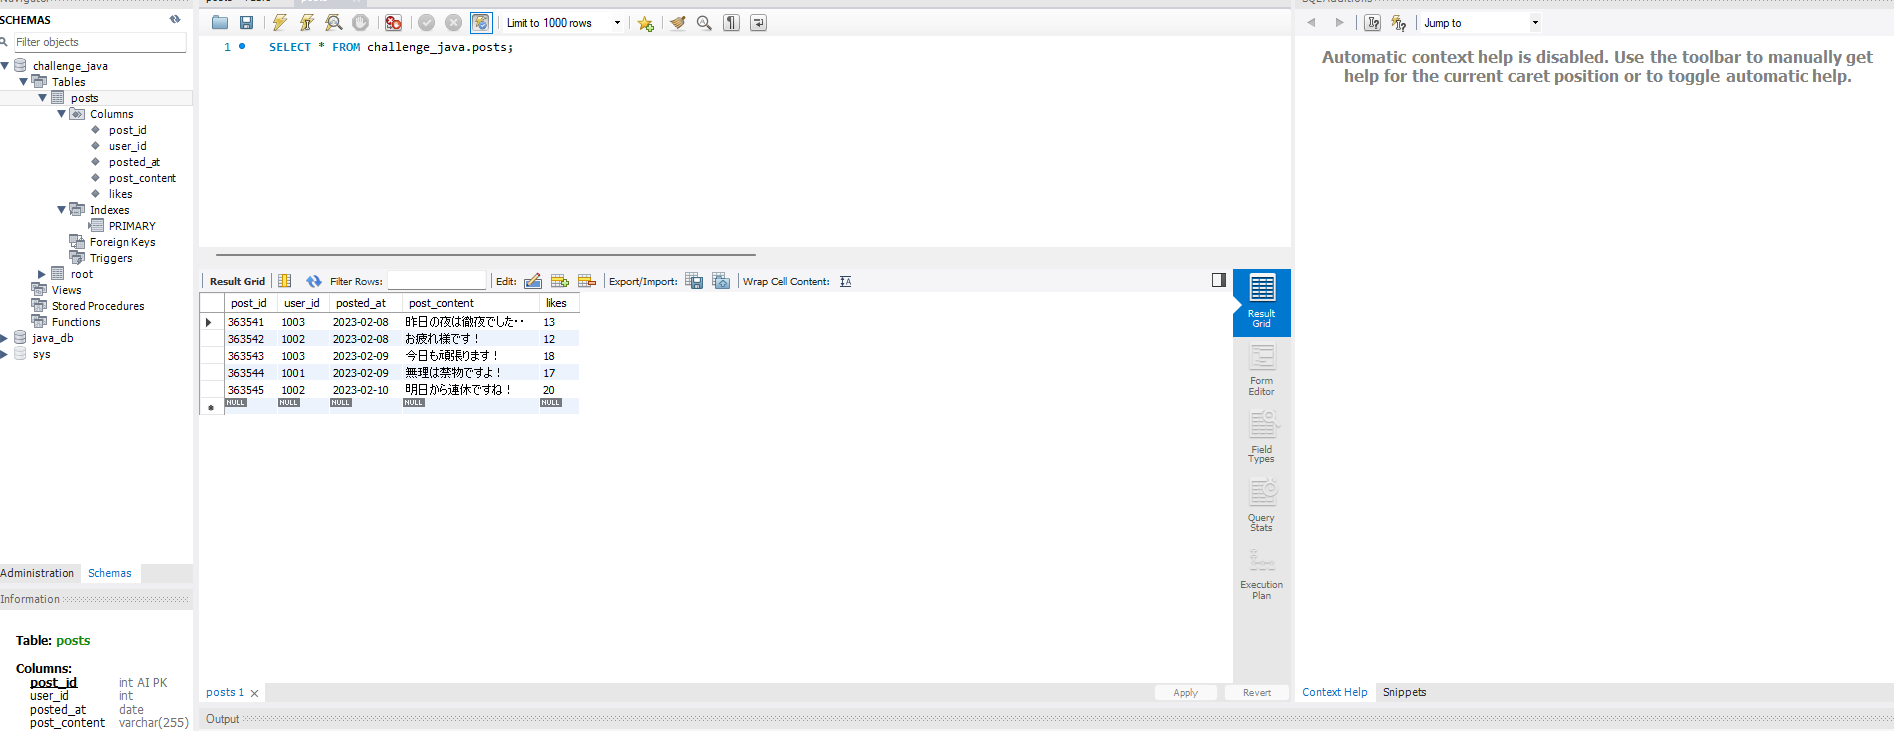 SCHEMAS
Filter objects
challenge_java
Tables
posts
Columns
post_id
user_id
posted_at
post_content
likes
Indexes
PRIMARY
Foreign Keys
Triggers
root
Views
Stored Procedures
Functions
java_db
sys
Administration Schemas
Information
Table: posts
Columns:
post_id int AI PK
user_id int
posted_at date
post_content varchar(255)
Limit to 1000 rows
1 SELECT * FROM challenge_java.posts;
Result Grid Filter Rows: Edit: Export/Import: Wrap Cell Content:
post_id user_id posted_at post_content likes
363541 1003 2023-02-08 昨日の夜は徹夜でした・・ 13
363542 1002 2023-02-08 お疲れ様です！ 12
363543 1003 2023-02-09 今日も頑張ります！ 18
363544 1001 2023-02-09 無理は禁物ですよ！ 17
363545 1002 2023-02-10 明日から連休ですね！ 20
NULL NULL NULL NULL NULL
Result
Grid
Form
Editor
Field
Types
Query
Stats
Execution
Plan
posts 1
Apply Revert
Output
Jump to
Automatic context help is disabled. Use the toolbar to manually get
help for the current caret position or to toggle automatic help.
Context Help Snippets